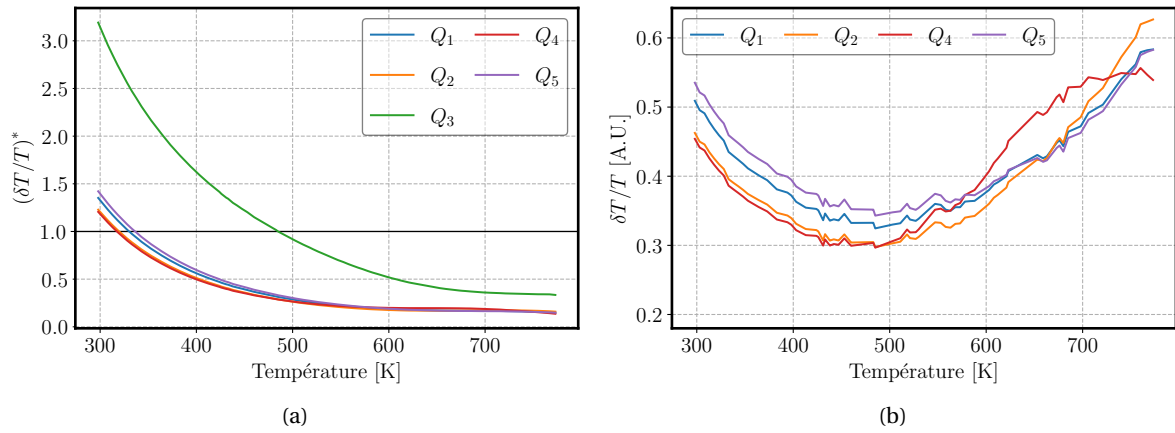 3.0
2.5
2.0
1.5
1.0
0.5
0.0
300 400 500 600 700
(δT/T)*
Température [K]
Q1 Q4
Q2 Q5
Q3
(a)
0.6
0.5
0.4
0.3
0.2
300 400 500 600 700
δT/T [A.U.]
Température [K]
Q1 Q2 Q4 Q5
(b)